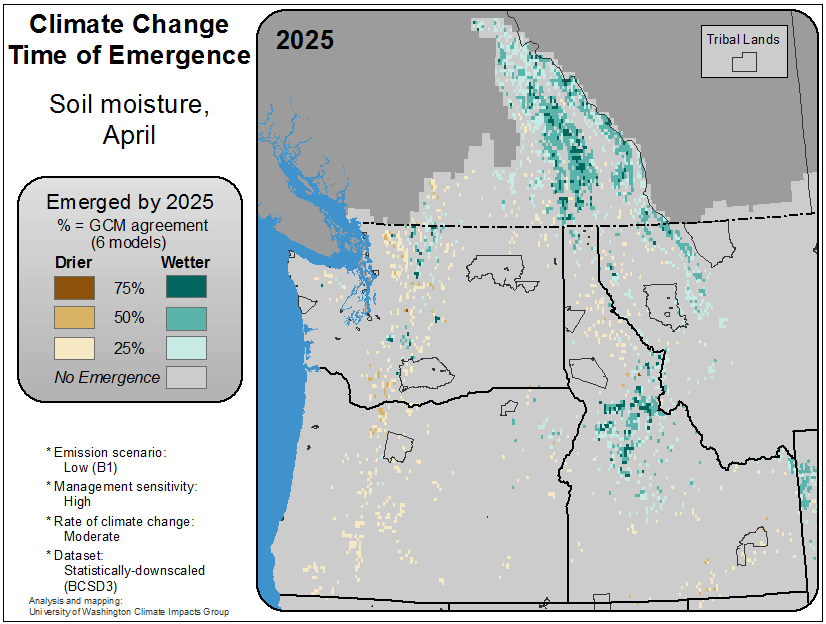 Climate Change
Time of Emergence
Soil moisture,
April
Emerged by 2025
% = GCM agreement
(6 models)
Drier Wetter
75%
50%
25%
No Emergence
* Emission scenario:
Low (B1)
* Management sensitivity:
High
* Rate of climate change:
Moderate
* Dataset:
Statistically-downscaled
(BCSD3)
Analysis and mapping:
University of Washington Climate Impacts Group
2025
Tribal Lands